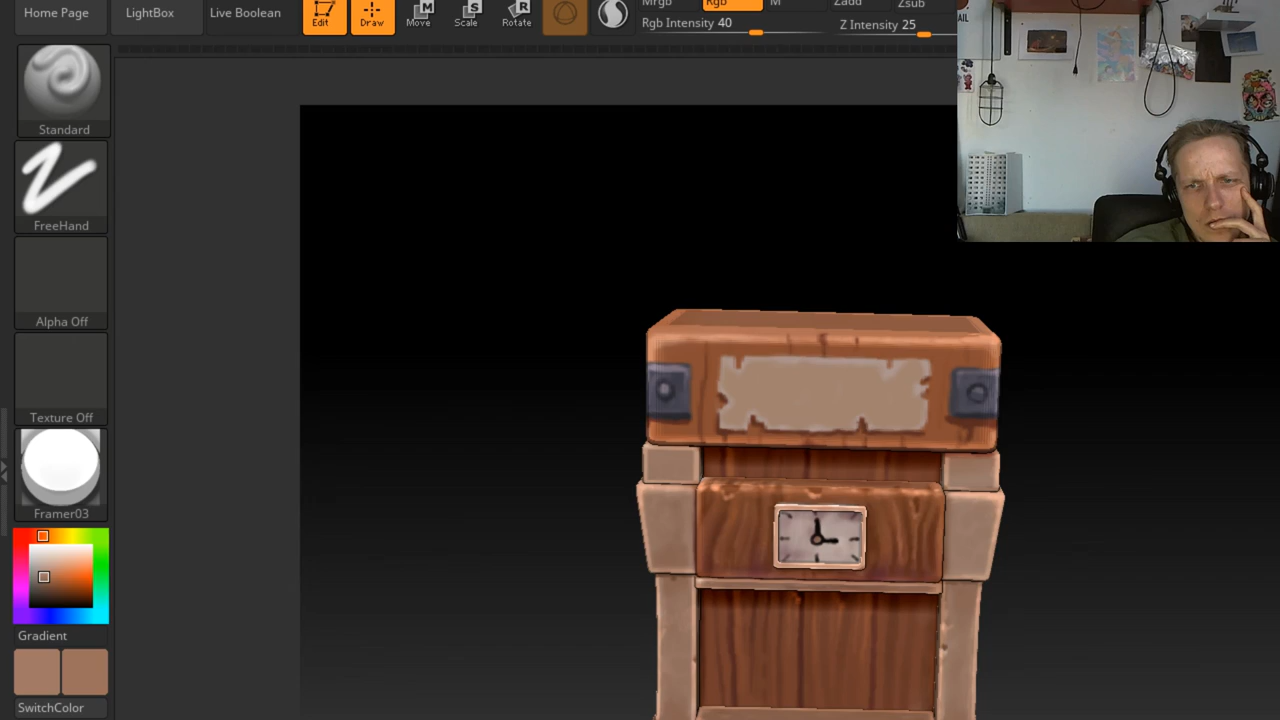 Home Page LightBox Live Boolean Edit Draw Move Scale Rotate Mrgb Rgb M Zadd Zsub
Rgb Intensity 40 Z Intensity 25
Standard
FreeHand
Alpha Off
Texture Off
Framer03
Gradient
SwitchColor